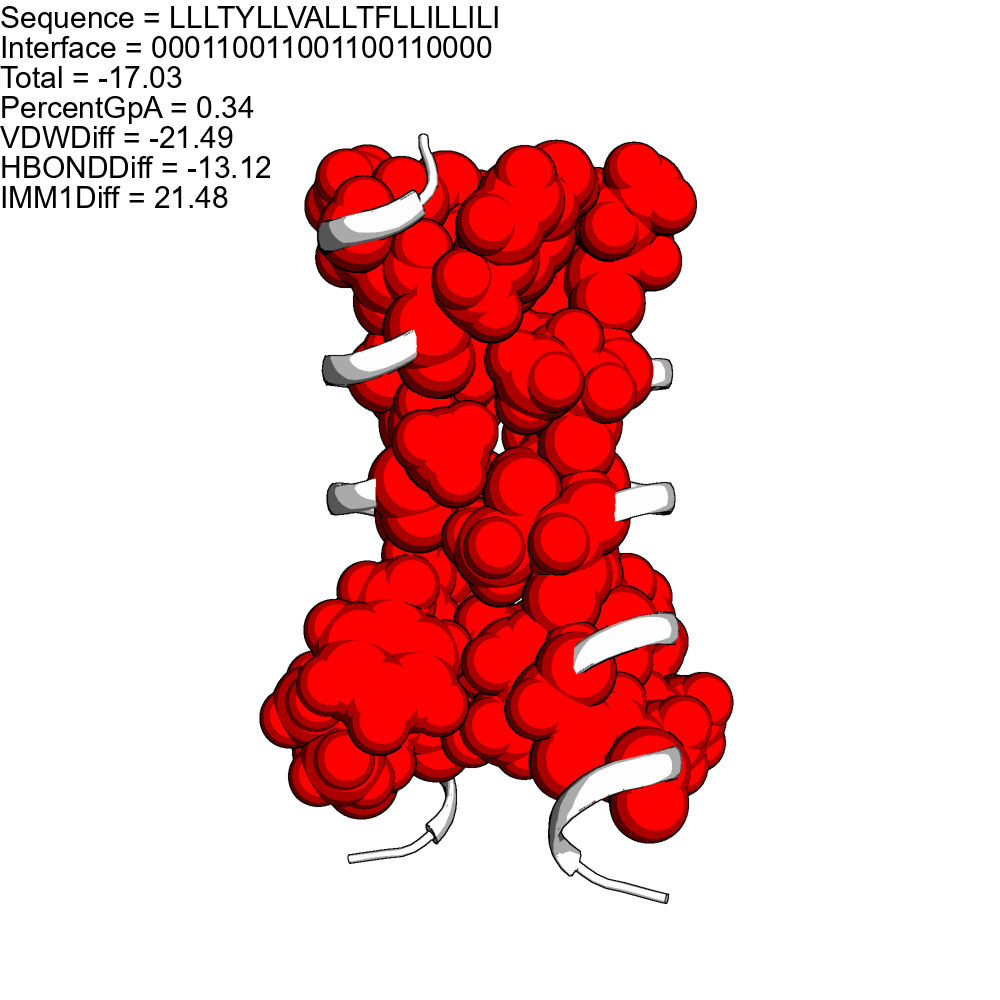 Sequence = LLLTYLLVALLTFLLILLILI
Interface = 000110011001100110000
Total = -17.03
PercentGpA = 0.34
VDWDiff = -21.49
HBONDDiff = -13.12
IMM1Diff = 21.48